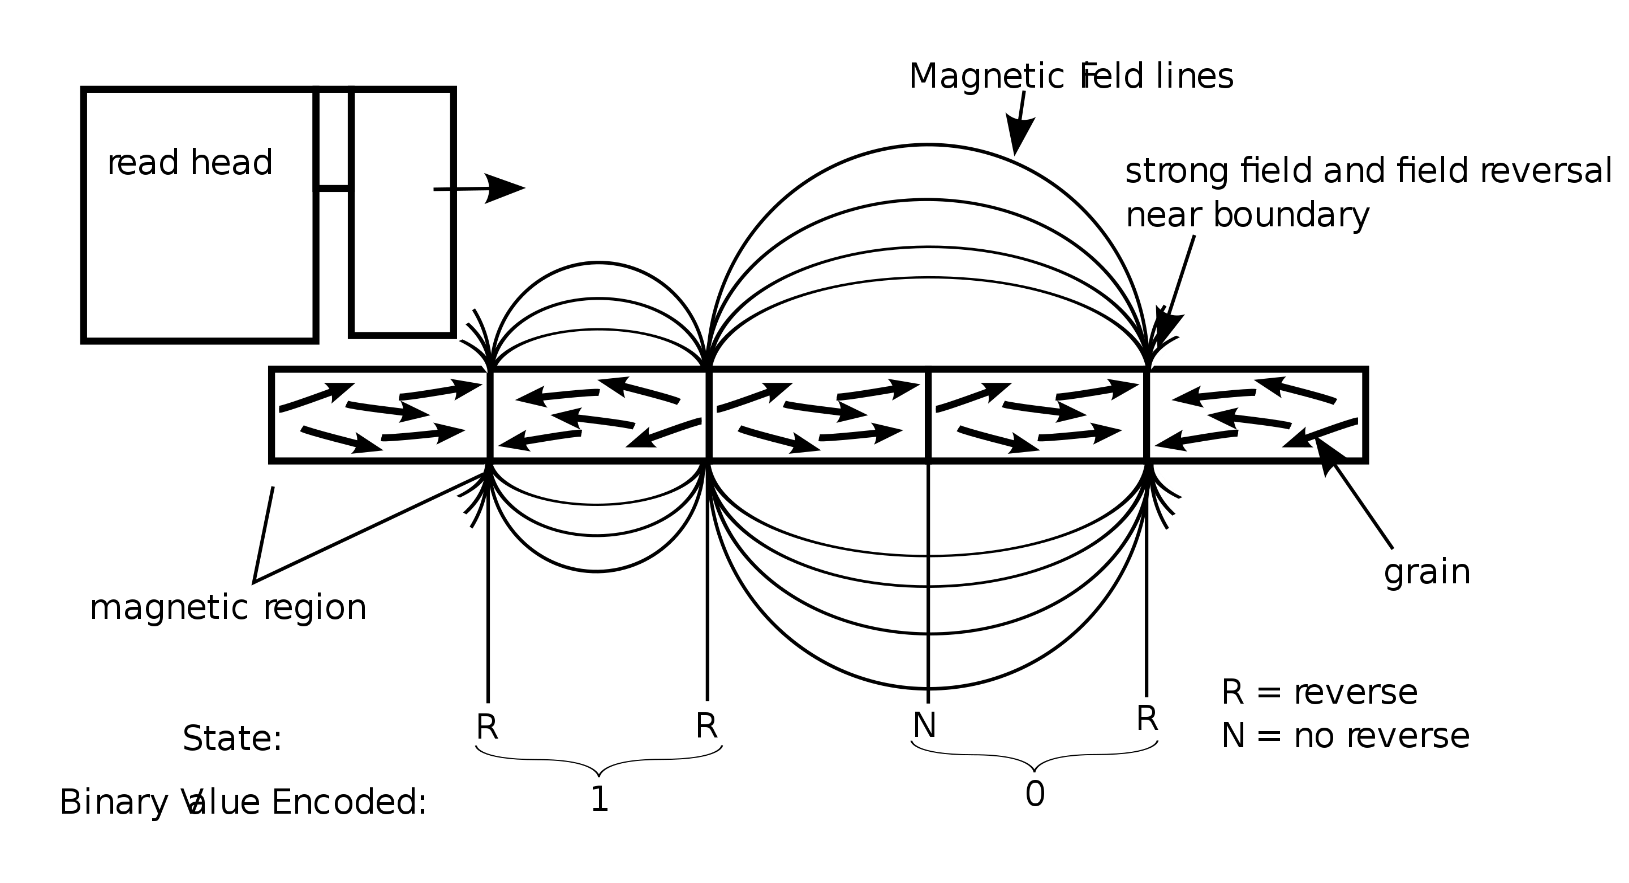 Magnetic Field lines
read head
strong field and field reversal
near boundary
grain
magnetic region
R = reverse
N = no reverse
State:
R R N R
Binary Value Encoded:
1 0